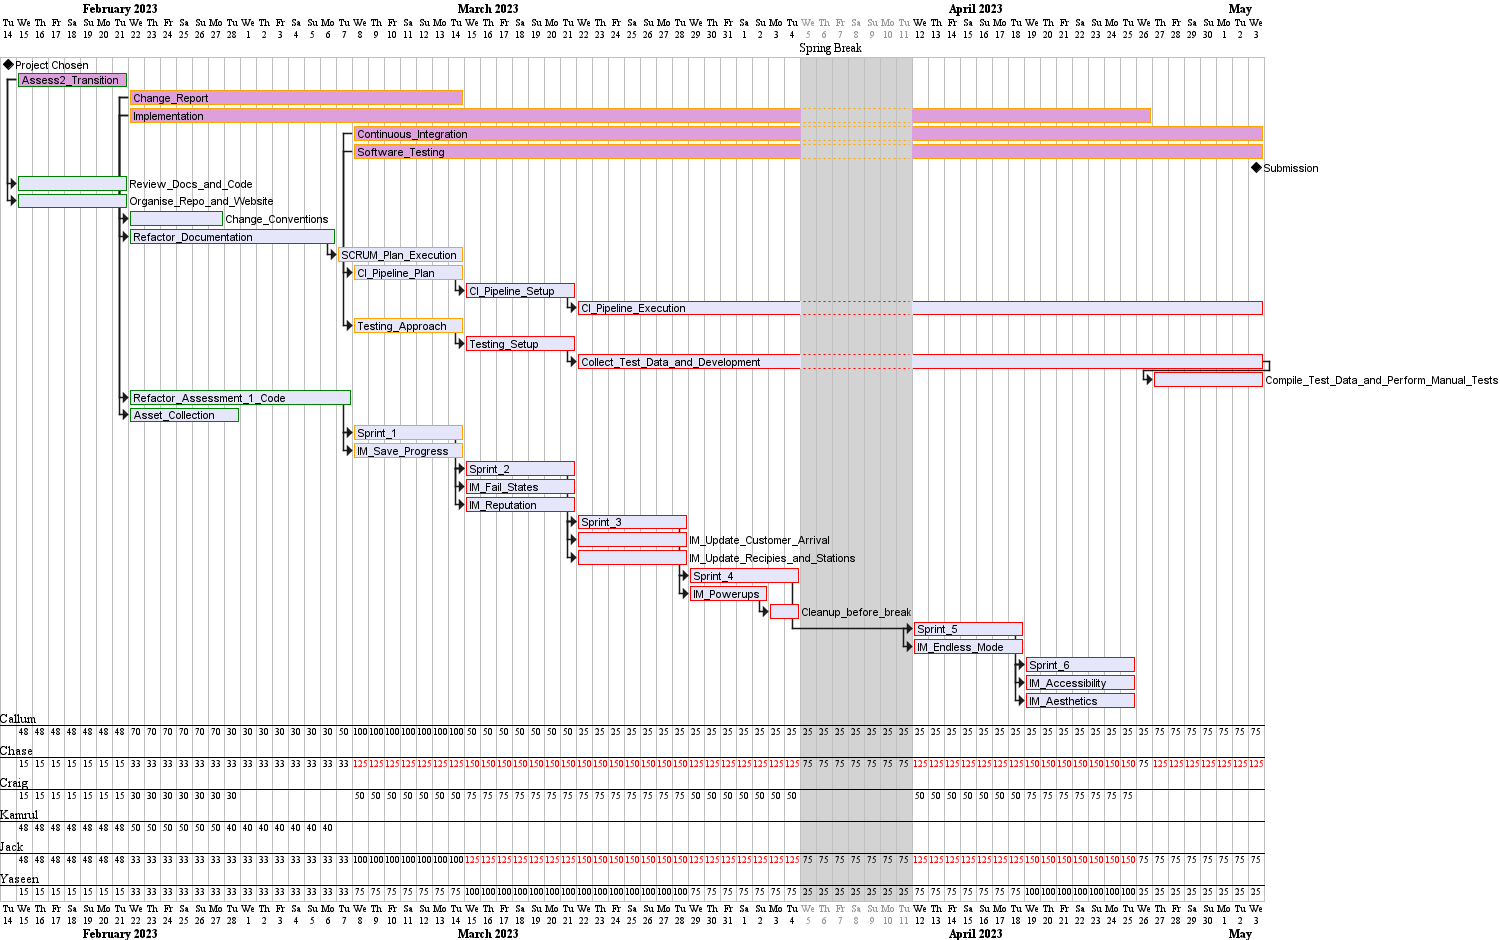 February 2023 March 2023 April 2023 May
Tu We Th Fr Sa Su Mo Tu We Th Fr Sa Su Mo Tu We Th Fr Sa Su Mo Tu We Th Fr Sa Su Mo Tu We Th Fr Sa Su Mo Tu We Th Fr Sa Su Mo Tu We Th Fr Sa Su Mo Tu We Th Fr Sa Su Mo Tu We Th Fr Sa Su Mo Tu We Th Fr Sa Su Mo Tu We Th Fr Sa Su Mo Tu We
14 15 16 17 18 19 20 21 22 23 24 25 26 27 28 1 2 3 4 5 6 7 8 9 10 11 12 13 14 15 16 17 18 19 20 21 22 23 24 25 26 27 28 29 30 31 1 2 3 4 5 6 7 8 9 10 11 12 13 14 15 16 17 18 19 20 21 22 23 24 25 26 27 28 29 30 1 2 3
Spring Break
Project Chosen
Assess2_Transition
Change_Report
Implementation
Continuous_Integration
Software_Testing
Submission
Review_Docs_and_Code
Organise_Repo_and_Website
Change_Conventions
Refactor_Documentation
SCRUM_Plan_Execution
CI_Pipeline_Plan
CI_Pipeline_Setup
CI_Pipeline_Execution
Testing_Approach
Testing_Setup
Collect_Test_Data_and_Development
Compile_Test_Data_and_Perform_Manual_Tests
Refactor_Assessment_1_Code
Asset_Collection
Sprint_1
IM_Save_Progress
Sprint_2
IM_Fail_States
IM_Reputation
Sprint_3
IM_Update_Customer_Arrival
IM_Update_Recipies_and_Stations
Sprint_4
IM_Powerups
Cleanup_before_break
Sprint_5
IM_Endless_Mode
Sprint_6
IM_Accessibility
IM_Aesthetics
Callum
48 48 48 48 48 48 48 70 70 70 70 70 70 30 30 30 30 30 30 30 50 100 100 100 100 100 100 100 50 50 50 50 50 50 50 25 25 25 25 25 25 25 25 25 25 25 25 25 25 25 25 25 25 25 25 25 25 25 25 25 25 25 25 25 25 25 25 25 25 25 25 75 75 75 75 75 75 75
Chase
15 15 15 15 15 15 15 33 33 33 33 33 33 33 33 33 33 33 33 33 33 125 125 125 125 125 125 125 150 150 150 150 150 150 150 150 150 150 150 150 150 150 125 125 125 125 125 125 125 75 75 75 75 75 75 75 125 125 125 125 125 125 125 150 150 150 150 150 150 150 75 125 125 125 125 125 125 125
Craig
15 15 15 15 15 15 15 30 30 30 30 30 30 30 50 50 50 50 50 50 50 75 75 75 75 75 75 75 75 75 75 75 75 75 75 50 50 50 50 50 50 50 50 50 50 50 50 50 50 75 75 75 75 75 75 75
Kamrul
48 48 48 48 48 48 48 50 50 50 50 50 50 40 40 40 40 40 40 40
Jack
48 48 48 48 48 48 48 33 33 33 33 33 33 33 33 33 33 33 33 33 33 100 100 100 100 100 100 100 125 125 125 125 125 125 125 150 150 150 150 150 150 150 125 125 125 125 125 125 125 75 75 75 75 75 75 75 125 125 125 125 125 125 125 150 150 150 150 150 150 150 75 75 75 75 75 75 75 75
Yaseen
15 15 15 15 15 15 15 33 33 33 33 33 33 33 33 33 33 33 33 33 33 75 75 75 75 75 75 75 100 100 100 100 100 100 100 100 100 100 100 100 100 100 75 75 75 75 75 75 75 25 25 25 25 25 25 25 75 75 75 75 75 75 75 100 100 100 100 100 100 100 25 25 25 25 25 25 25 25
Tu We Th Fr Sa Su Mo Tu We Th Fr Sa Su Mo Tu We Th Fr Sa Su Mo Tu We Th Fr Sa Su Mo Tu We Th Fr Sa Su Mo Tu We Th Fr Sa Su Mo Tu We Th Fr Sa Su Mo Tu We Th Fr Sa Su Mo Tu We Th Fr Sa Su Mo Tu We Th Fr Sa Su Mo Tu We Th Fr Sa Su Mo Tu We
14 15 16 17 18 19 20 21 22 23 24 25 26 27 28 1 2 3 4 5 6 7 8 9 10 11 12 13 14 15 16 17 18 19 20 21 22 23 24 25 26 27 28 29 30 31 1 2 3 4 5 6 7 8 9 10 11 12 13 14 15 16 17 18 19 20 21 22 23 24 25 26 27 28 29 30 1 2 3
February 2023 March 2023 April 2023 May